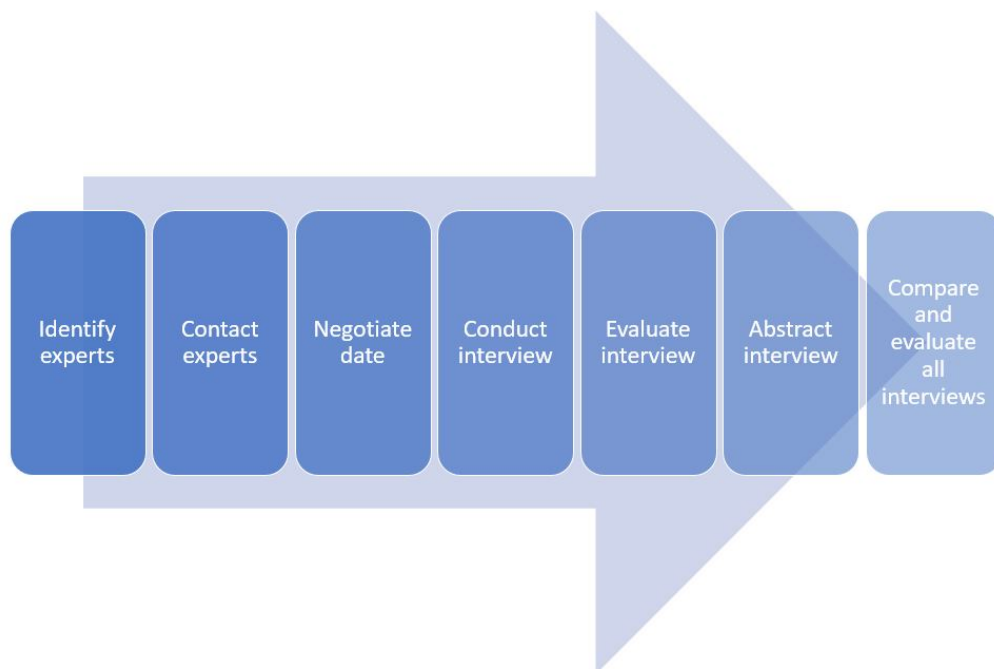 Identify
experts
Contact
experts
Negotiate
date
Conduct
interview
Evaluate
interview
Abstract
interview
Compare
and
evaluate
all
interviews